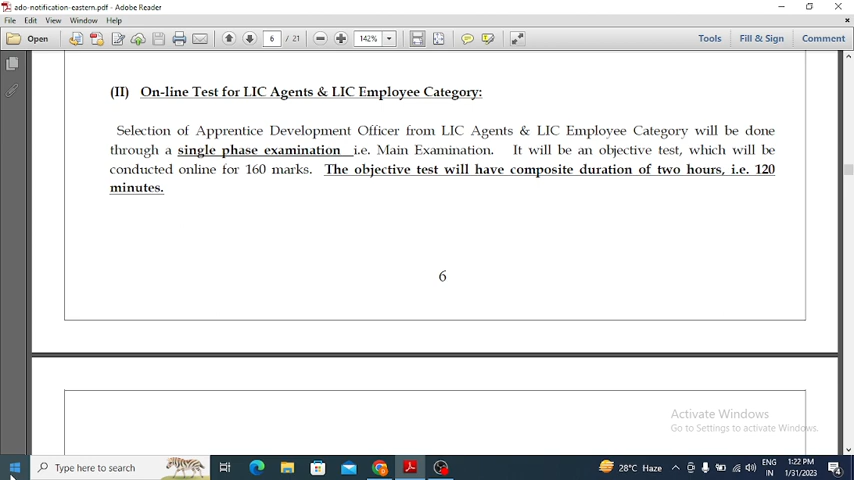 ado-notification-eastern.pdf - Adobe Reader
File Edit View Window Help
Open 6 / 21 142% Tools Fill & Sign Comment
(II) On-line Test for LIC Agents & LIC Employee Category:
Selection of Apprentice Development Officer from LIC Agents & LIC Employee Category will be done
through a single phase examination i.e. Main Examination. It will be an objective test, which will be
conducted online for 160 marks. The objective test will have composite duration of two hours, i.e. 120
minutes.
6
Activate Windows
Go to Settings to activate Windows.
Type here to search 28°C Haze ENG 1:22 PM
IN 1/31/2023 4